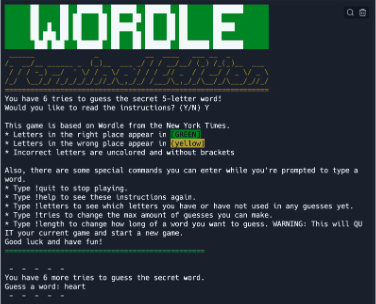 WORDLE
Terminal Edition
==================================================
You have 6 tries to guess the secret 5-letter word!
Would you like to read the instructions? (Y/N) Y
This game is based on Wordle from the New York Times.
* Letters in the right place appear in [GREEN]
* Letters in the wrong place appear in [yellow]
* Incorrect letters are uncolored and without brackets
Also, there are some special commands you can enter while you're prompted to type a
word.
* Type !quit to stop playing.
* Type !help to see these instructions again.
* Type !letters to see which letters you have or have not used in any guesses yet.
* Type !tries to change the max amount of guesses you can make.
* Type !length to change how long of a word you want to guess. WARNING: This will QU
IT your current game and start a new game.
Good luck and have fun!
==========================================
_ _ _ _ _
You have 6 more tries to guess the secret word.
Guess a word: heart
_ _ _ _ _